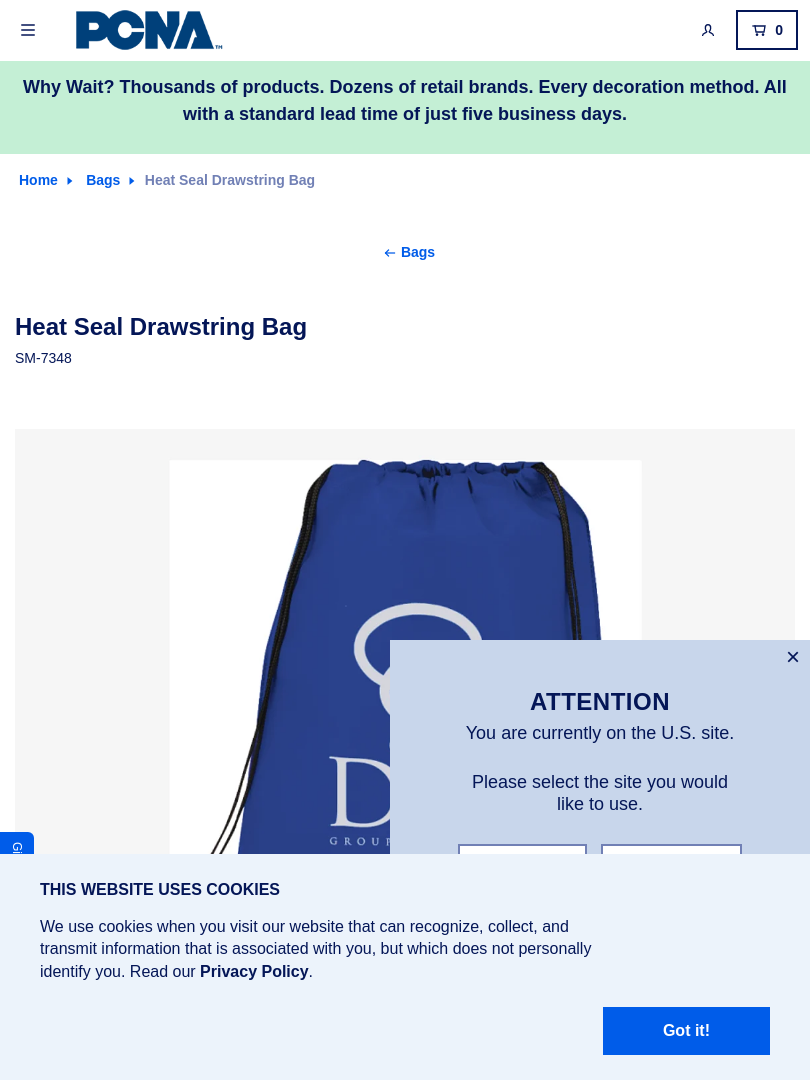 PCNA™
0
Why Wait? Thousands of products. Dozens of retail brands. Every decoration method. All
with a standard lead time of just five business days.
Home
Bags
Heat Seal Drawstring Bag
Bags
Heat Seal Drawstring Bag
SM-7348
GROUP
ATTENTION
You are currently on the U.S. site.
Please select the site you would
like to use.
THIS WEBSITE USES COOKIES
We use cookies when you visit our website that can recognize, collect, and
transmit information that is associated with you, but which does not personally
identify you. Read our Privacy Policy.
Got it!